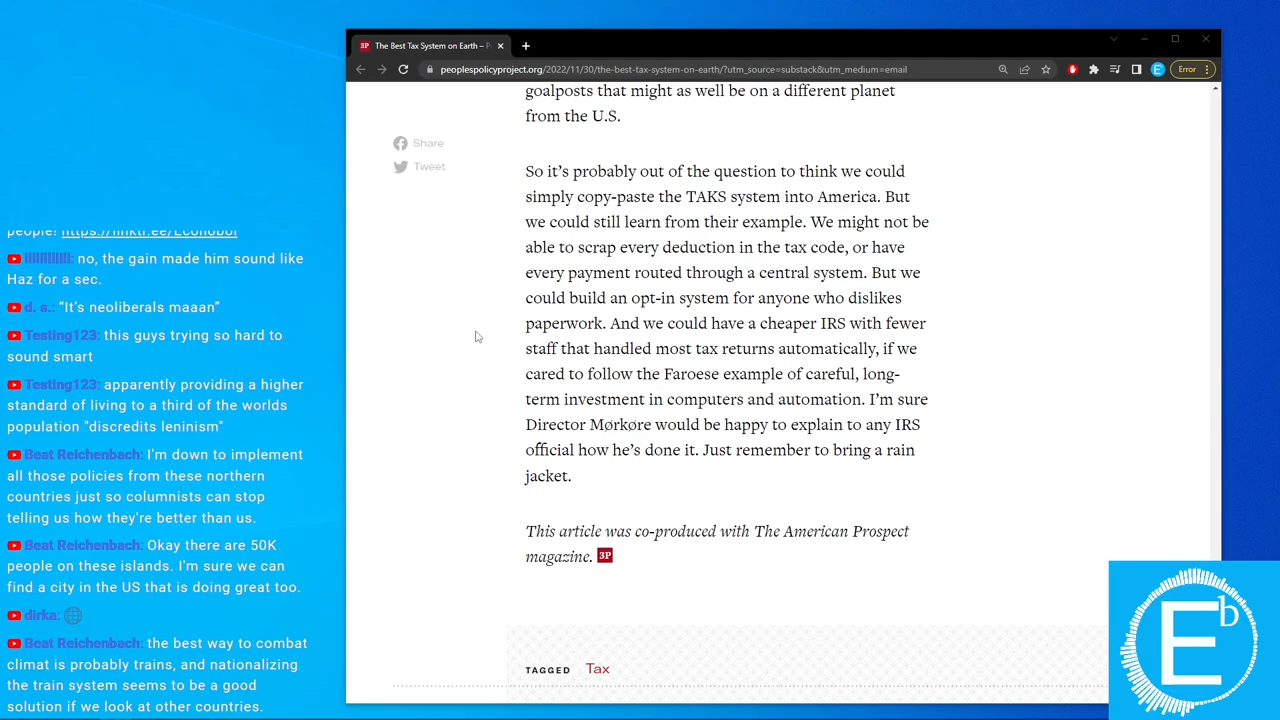 The Best Tax System on Earth – P
peoplespolicyproject.org/2022/11/30/the-best-tax-system-on-earth/?utm_source=substack&utm_medium=email
Error
Share
Tweet
goalposts that might as well be on a different planet
from the U.S.
So it’s probably out of the question to think we could
simply copy-paste the TAKS system into America. But
we could still learn from their example. We might not be
able to scrap every deduction in the tax code, or have
every payment routed through a central system. But we
could build an opt-in system for anyone who dislikes
paperwork. And we could have a cheaper IRS with fewer
staff that handled most tax returns automatically, if we
cared to follow the Faroese example of careful, long-
term investment in computers and automation. I’m sure
Director Mørkøre would be happy to explain to any IRS
official how he’s done it. Just remember to bring a rain
jacket.
This article was co-produced with The American Prospect
magazine. 3P
TAGGED Tax
people! https://linktr.ee/Econoboi
: no, the gain made him sound like
Haz for a sec.
d. s.: “It’s neoliberals maaan”
Testing123: this guys trying so hard to
sound smart
Testing123: apparently providing a higher
standard of living to a third of the worlds
population "discredits leninism"
Beat Reichenbach: I'm down to implement
all those policies from these northern
countries just so columnists can stop
telling us how they're better than us.
Beat Reichenbach: Okay there are 50K
people on these islands. I'm sure we can
find a city in the US that is doing great too.
dirka:
Beat Reichenbach: the best way to combat
climat is probably trains, and nationalizing
the train system seems to be a good
solution if we look at other countries.
Eb